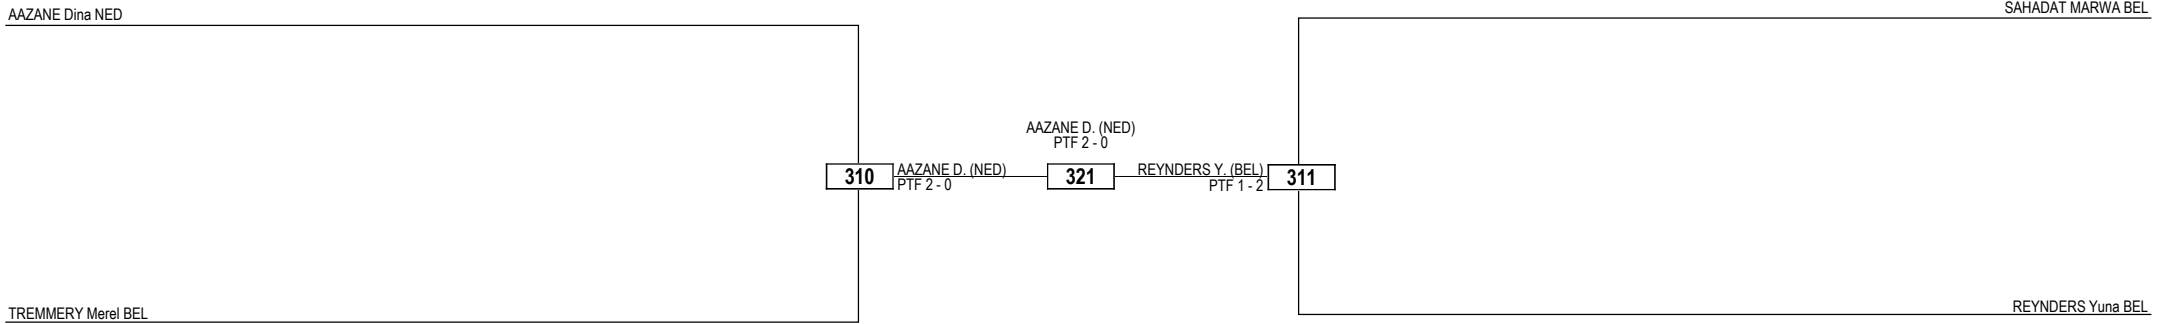 AAZANE Dina NED
SAHADAT MARWA BEL
AAZANE D. (NED)
PTF 2 - 0
310
AAZANE D. (NED)
PTF 2 - 0
321
REYNDERS Y. (BEL)
PTF 1 - 2
311
TREMMERY Merel BEL
REYNDERS Yuna BEL